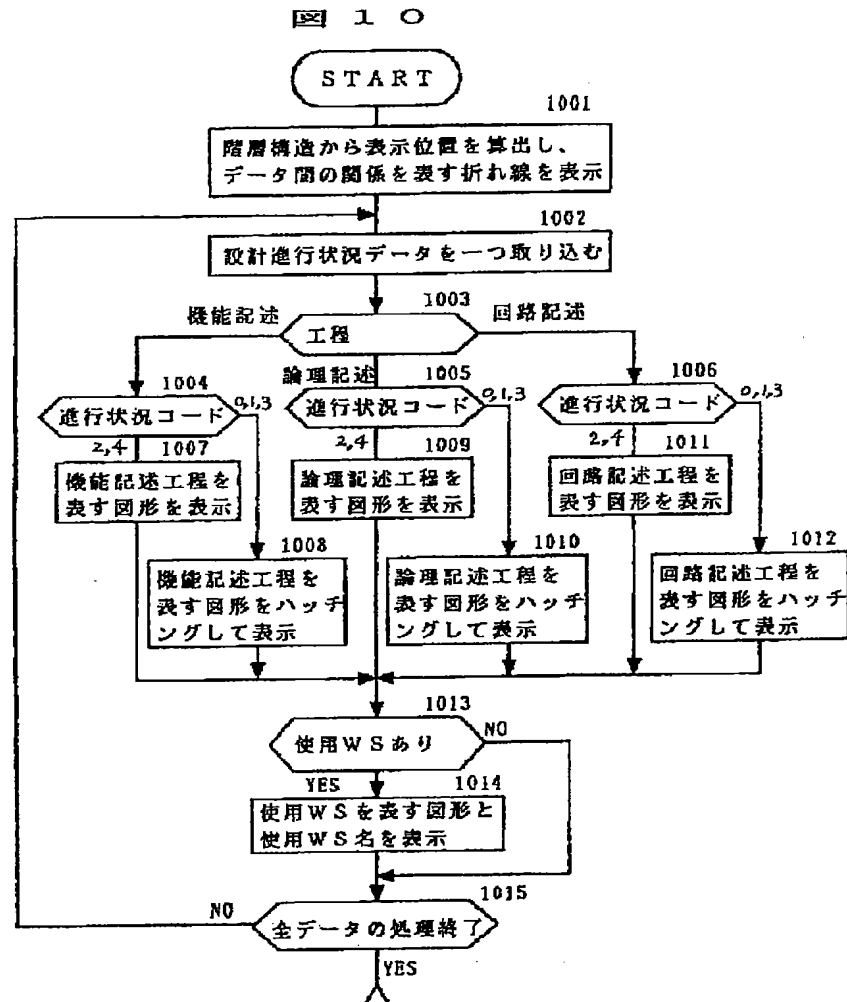 図 10
START
1001
階層構造から表示位置を算出し、
データ間の関係を表す折れ線を表示
1002
設計進行状況データを一つ取り込む
1003
機能記述
回路記述
工程
論理記述
1004
進行状況コード
0,1,3
2,4
1005
進行状況コード
0,1,3
2,4
1006
進行状況コード
0,1,3
2,4
1007
機能記述工程を
表す図形を表示
1009
論理記述工程を
表す図形を表示
1011
回路記述工程を
表す図形を表示
1008
機能記述工程を
表す図形をハッチ
ングして表示
1010
論理記述工程を
表す図形をハッチ
ングして表示
1012
回路記述工程を
表す図形をハッチ
ングして表示
1013
使用WSあり
NO
YES
1014
使用WSを表す図形と
使用WS名を表示
1015
NO
全データの処理終了
YES